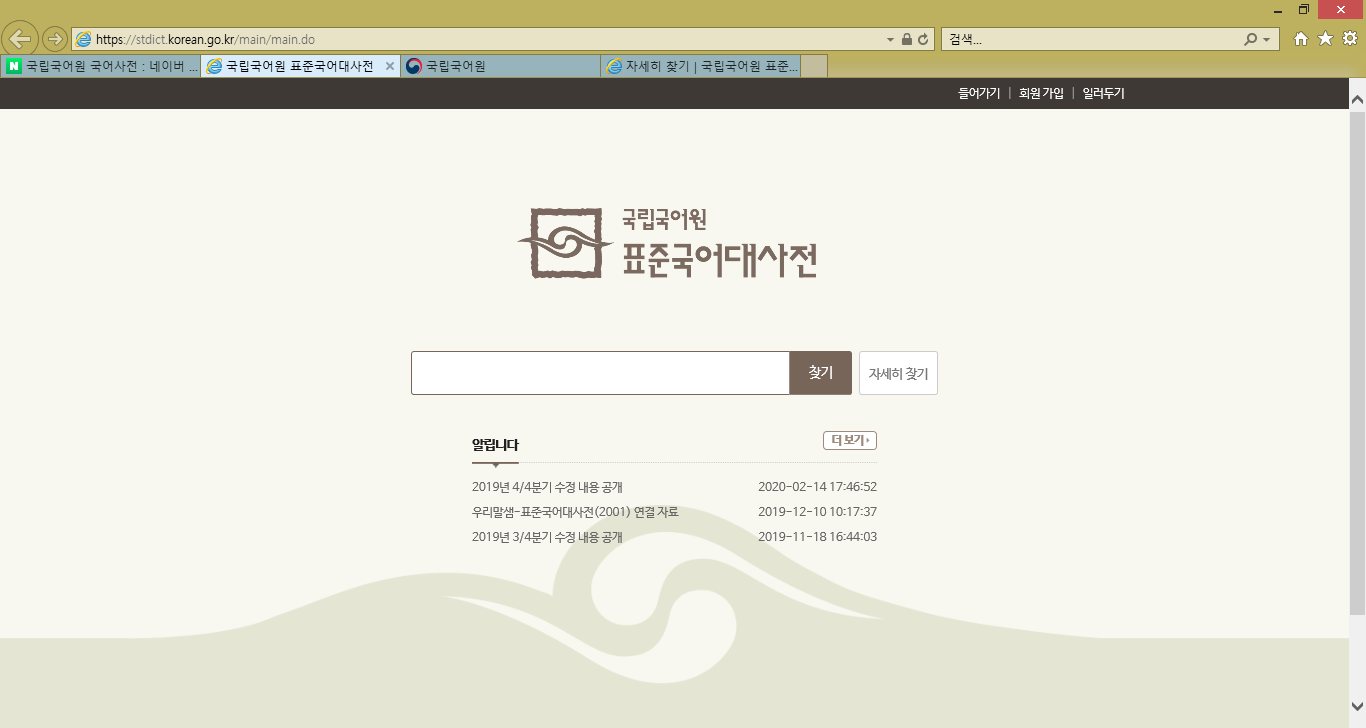 https://stdict.korean.go.kr/main/main.do
검색...
국립국어원 국어사전 : 네이버 ...
국립국어원 표준국어대사전
국립국어원
자세히 찾기 | 국립국어원 표준...
들어가기 | 회원 가입 | 일러두기
국립국어원
표준국어대사전
찾기
자세히 찾기
알립니다
더 보기
2019년 4/4분기 수정 내용 공개 2020-02-14 17:46:52
우리말샘-표준국어대사전(2001) 연결 자료 2019-12-10 10:17:37
2019년 3/4분기 수정 내용 공개 2019-11-18 16:44:03